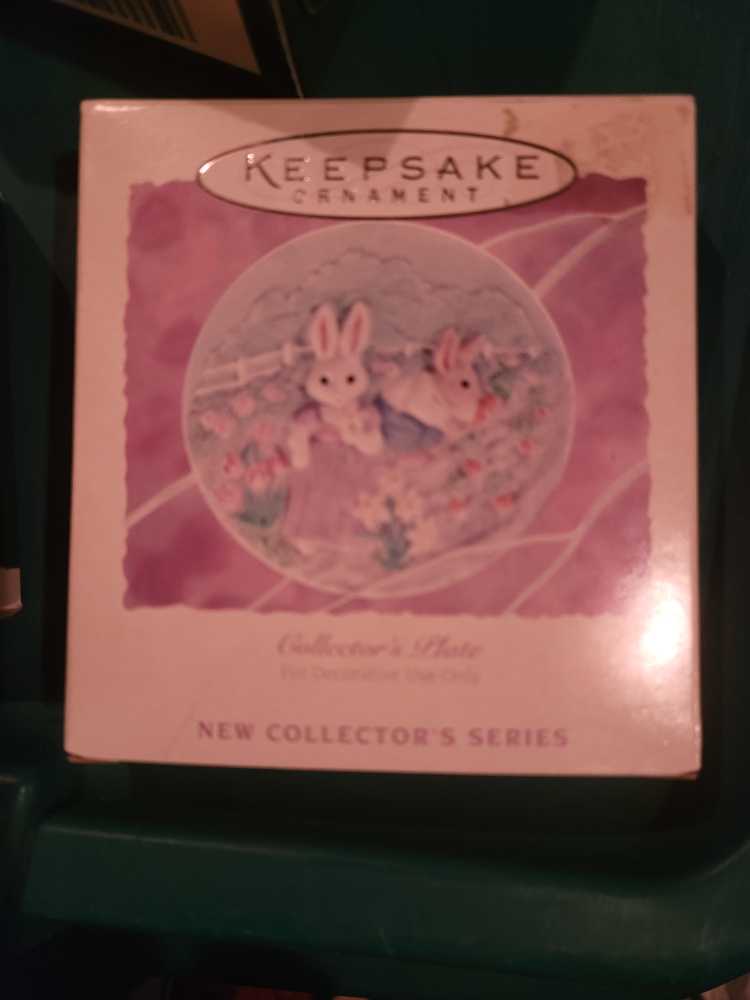 KEEPSAKE
ORNAMENT
Collector's Plate
For Decorative Use Only
NEW COLLECTOR'S SERIES